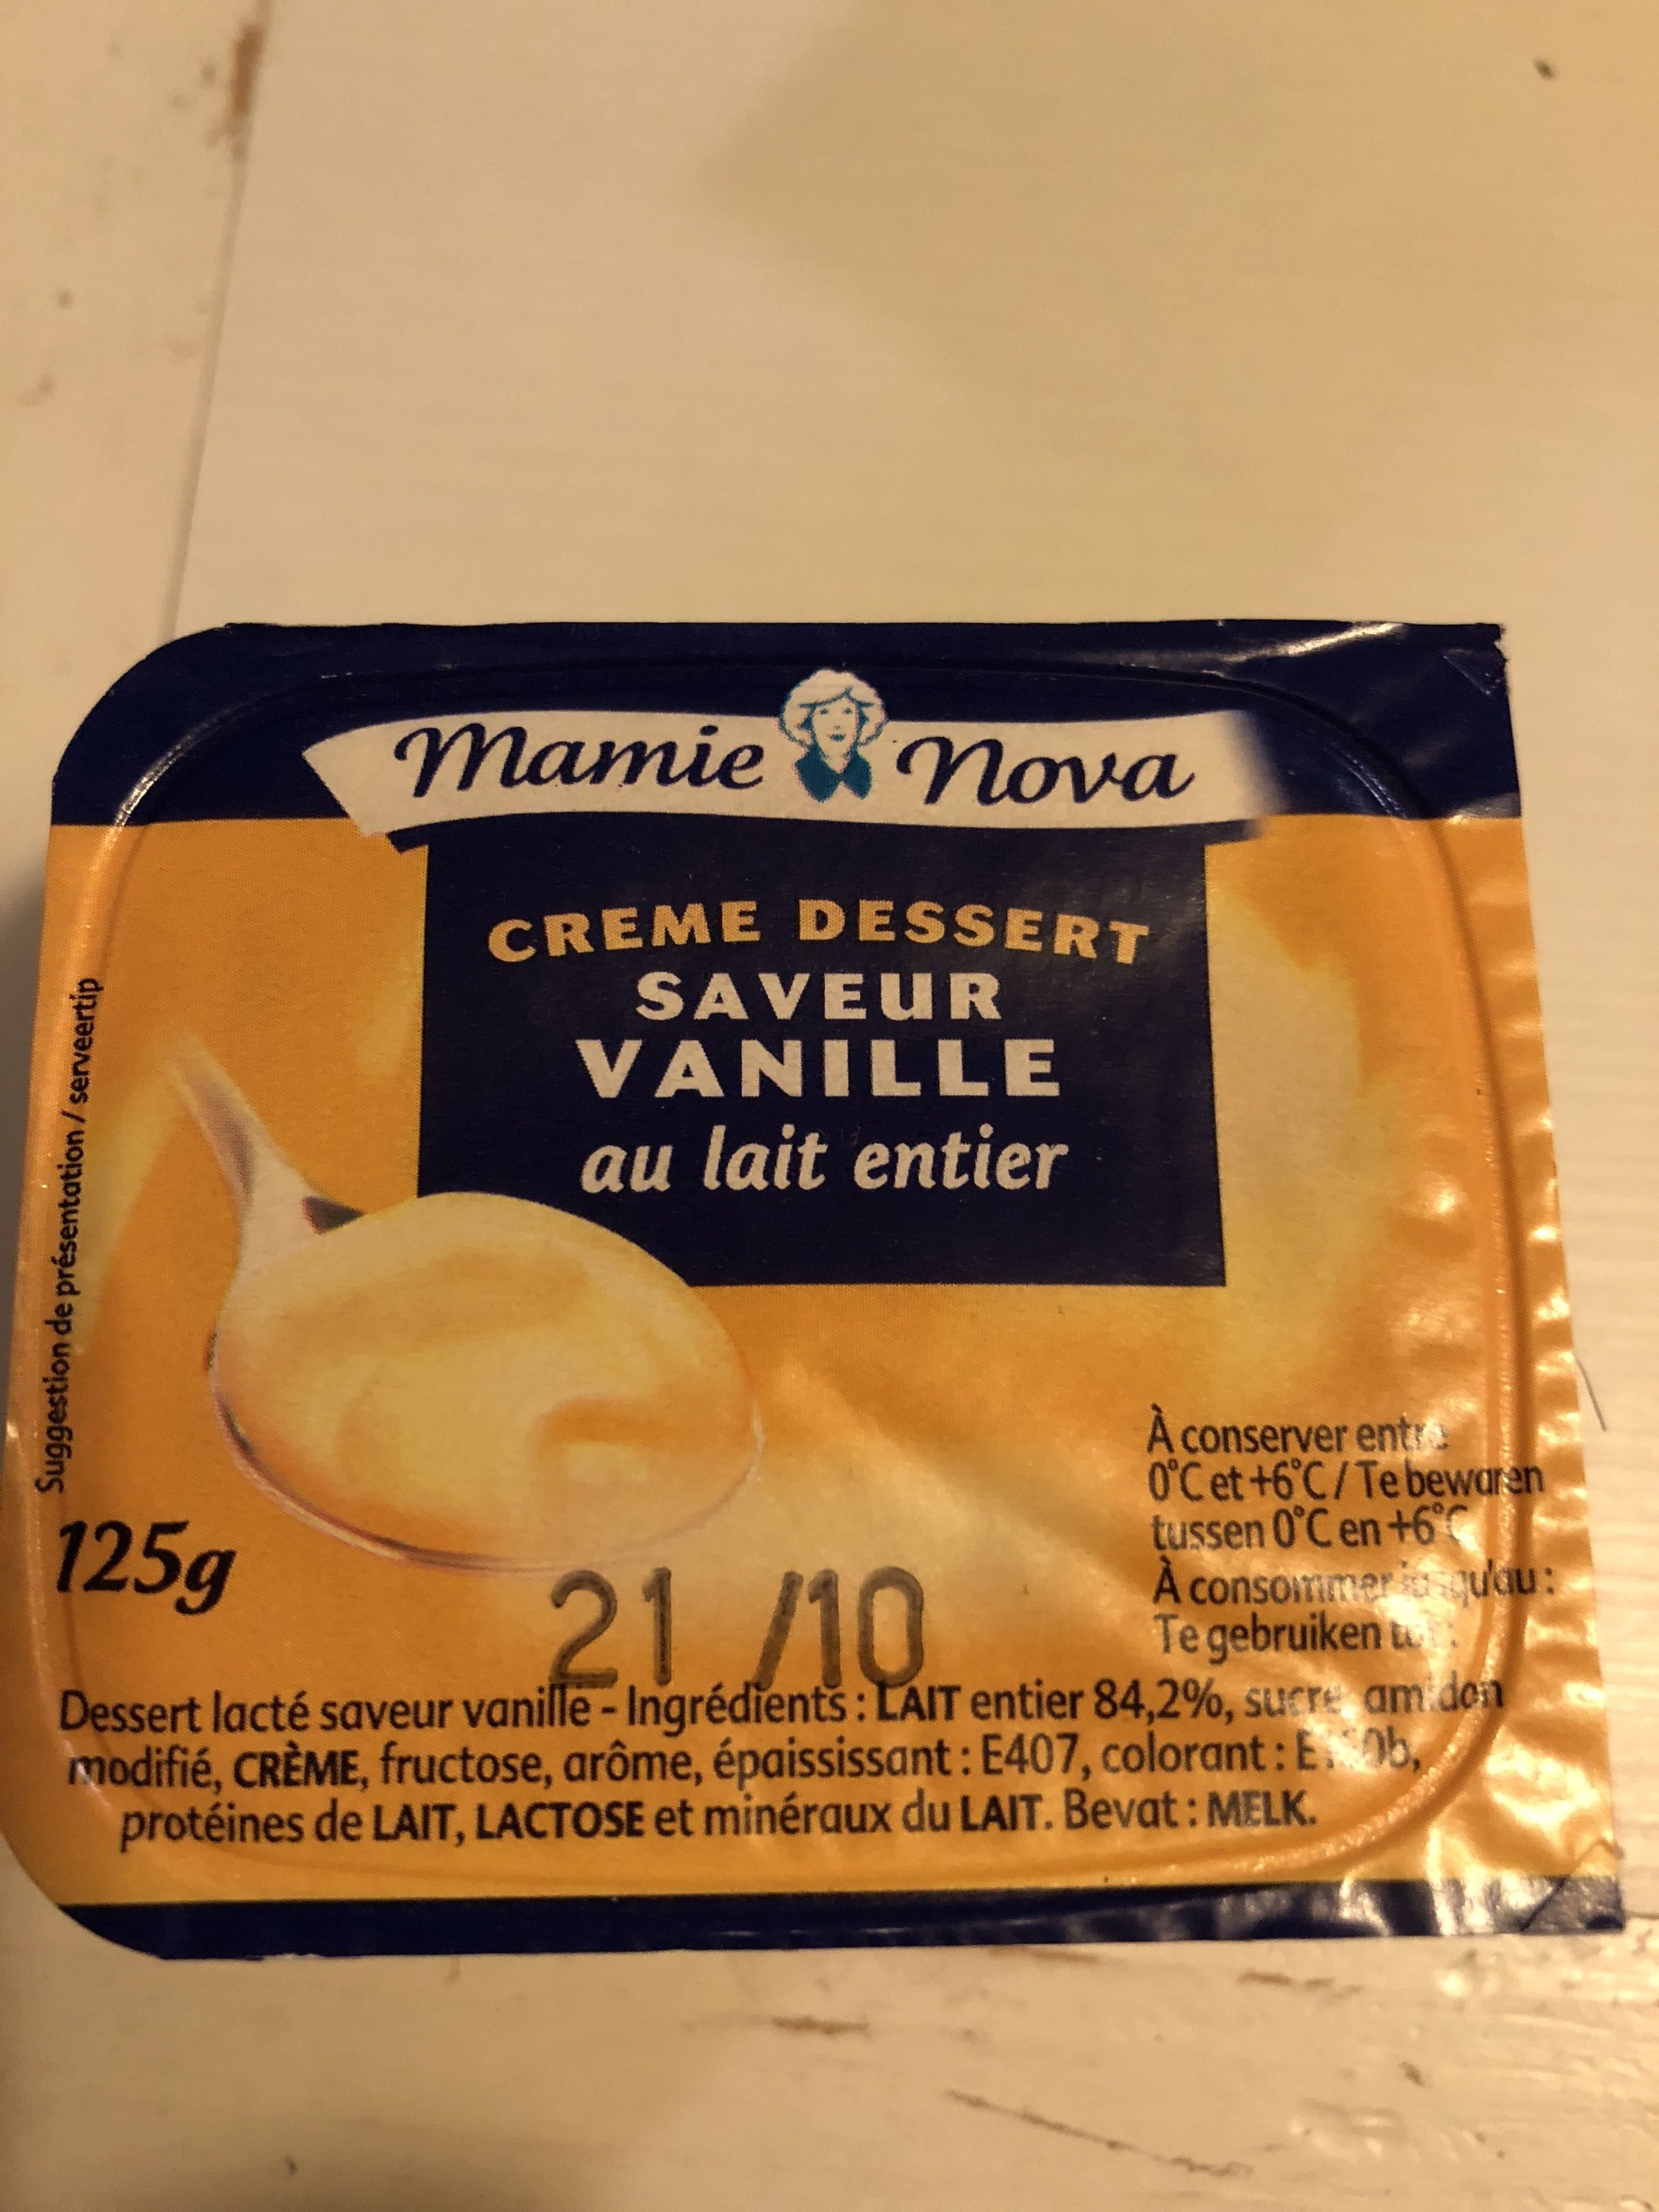 Mamie Nova
CREME DESSERT
SAVEUR
VANILLE
au lait entier
Suggestion de présentation / serveertip
125g
À conserver entre
0°C et +6°C / Te bewaren
tussen 0°C en +6°C
À consommer jusqu'au :
Te gebruiken tot :
21 /10
Dessert lacté saveur vanille - Ingrédients : LAIT entier 84,2%, sucre, amidon
modifié, CRÈME, fructose, arôme, épaississant : E407, colorant :
protéines de LAIT, LACTOSE et minéraux du LAIT. Bevat : MELK.